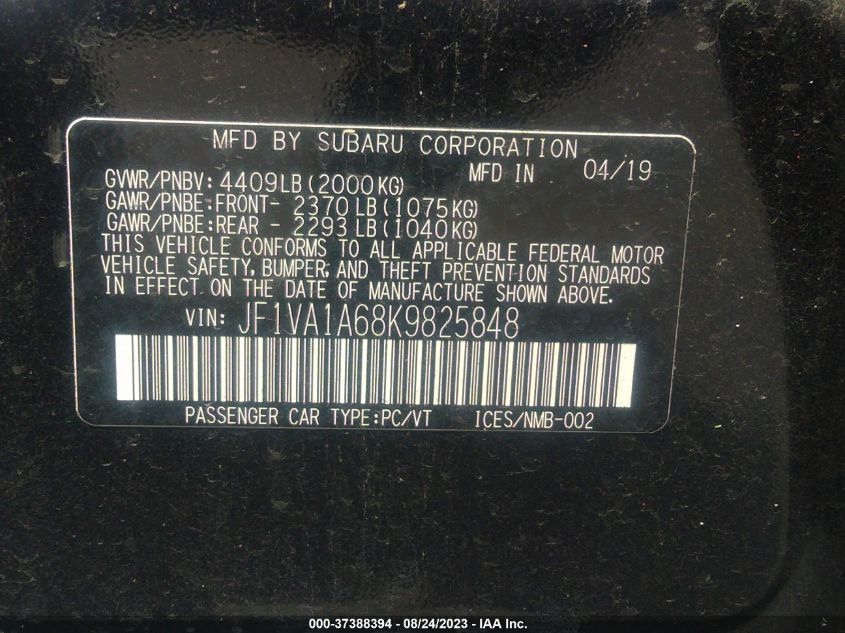 MFD BY SUBARU CORPORATION
MFD IN 04/19
GVWR/PNBV: 4409LB(2000KG)
GAWR/PNBE:FRONT- 2370LB(1075KG)
GAWR/PNBE:REAR - 2293LB(1040KG)
THIS VEHICLE CONFORMS TO ALL APPLICABLE FEDERAL MOTOR
VEHICLE SAFETY, BUMPER, AND THEFT PREVENTION STANDARDS
IN EFFECT ON THE DATE OF MANUFACTURE SHOWN ABOVE.
VIN: JF1VA1A68K9825848
PASSENGER CAR TYPE:PC/VT ICES/NMB-002
000-37388394 - 08/24/2023 - IAA Inc.